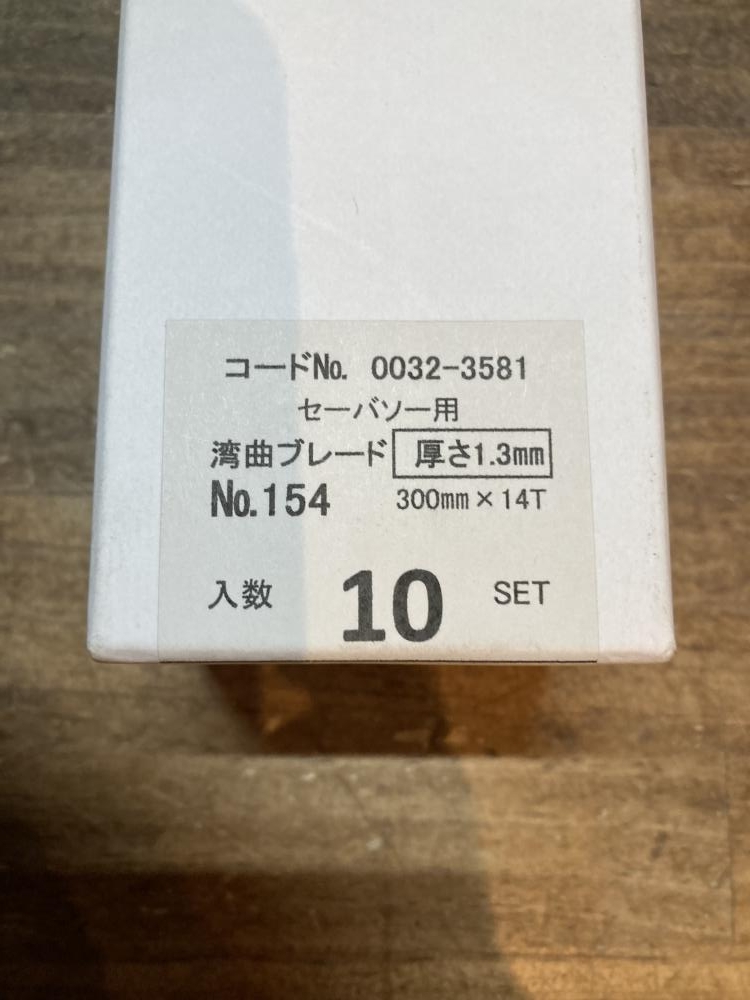 コードNo. 0032-3581
セーバソー用
湾曲ブレード 厚さ1.3mm
No.154 300mm×14T
入数 10 SET